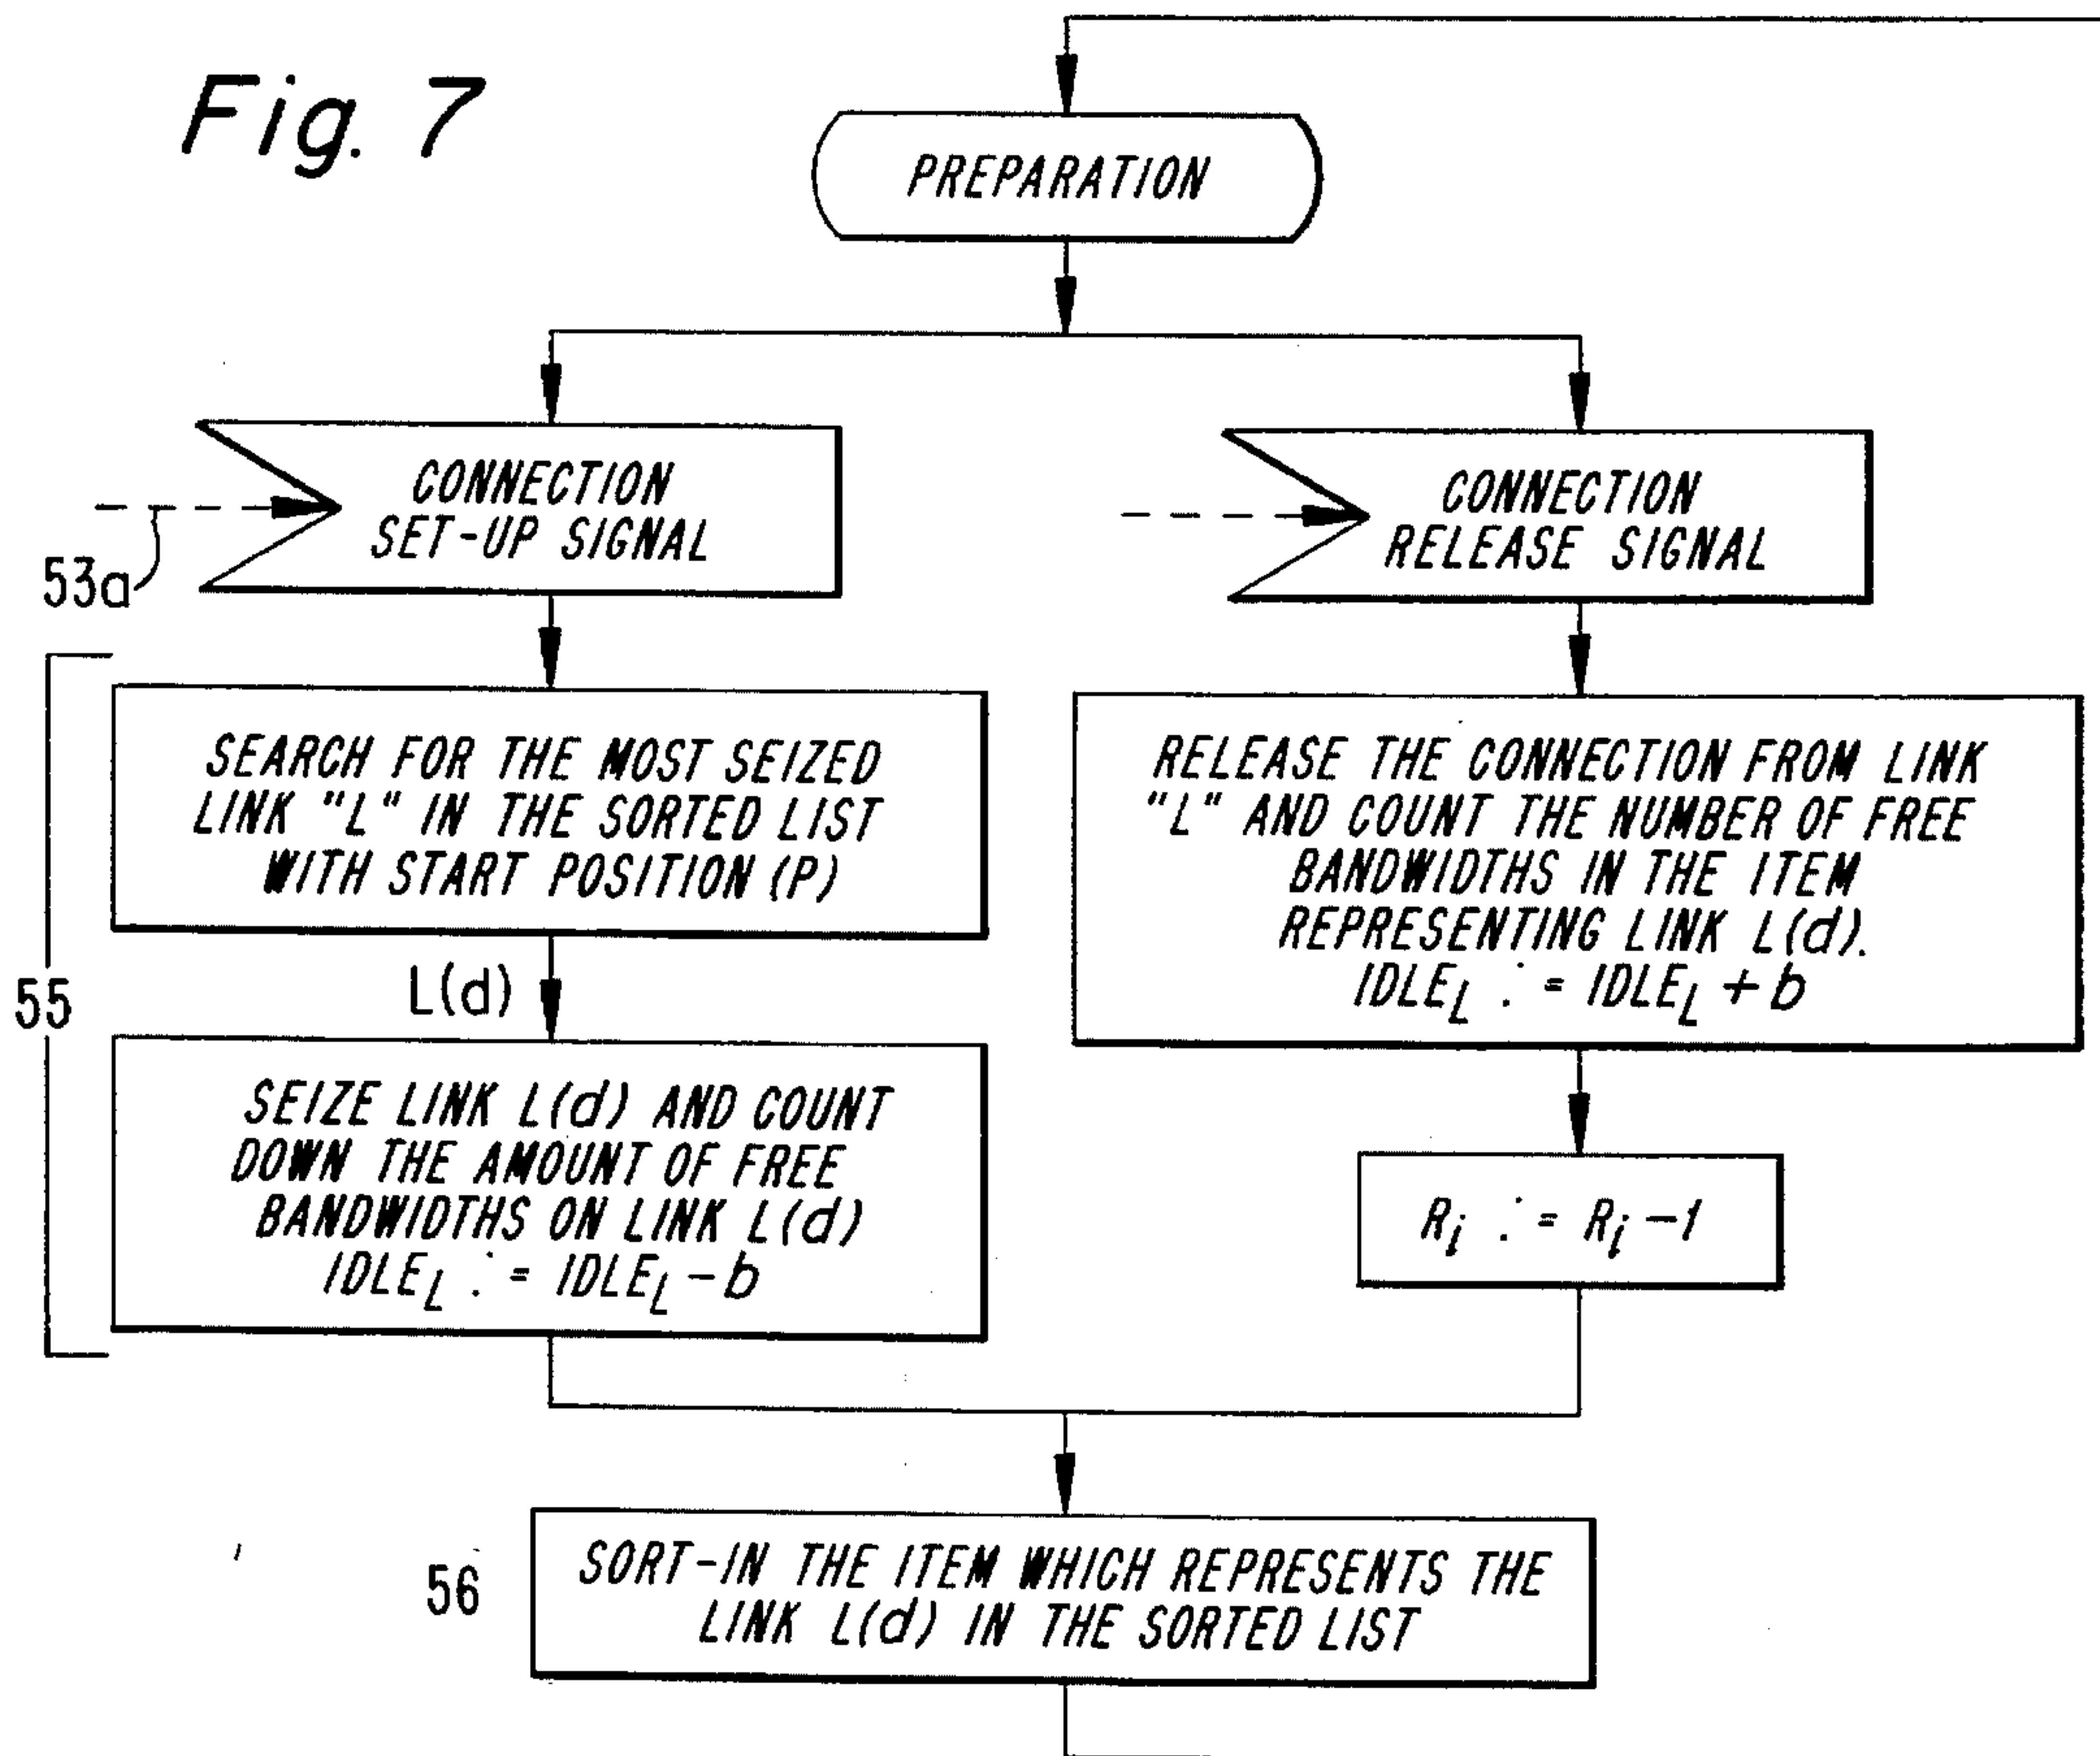 Fig. 7
PREPARATION
CONNECTION
SET-UP SIGNAL
53a
CONNECTION
RELEASE SIGNAL
SEARCH FOR THE MOST SEIZED
LINK "L" IN THE SORTED LIST
WITH START POSITION (P)
RELEASE THE CONNECTION FROM LINK
"L" AND COUNT THE NUMBER OF FREE
BANDWIDTHS IN THE ITEM
REPRESENTING LINK L(d).
IDLE_L := IDLE_L + b
55
L(d)
SEIZE LINK L(d) AND COUNT
DOWN THE AMOUNT OF FREE
BANDWIDTHS ON LINK L(d)
IDLE_L := IDLE_L - b
R_i := R_i - 1
56
SORT-IN THE ITEM WHICH REPRESENTS THE
LINK L(d) IN THE SORTED LIST